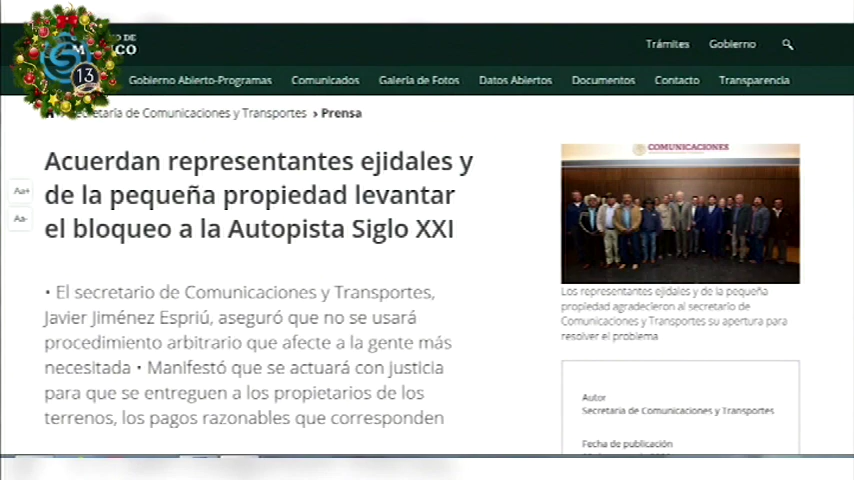 13
Trámites Gobierno
Gobierno Abierto-Programas Comunicados Galería de Fotos Datos Abiertos Documentos Contacto Transparencia
Secretaría de Comunicaciones y Transportes › Prensa
Acuerdan representantes ejidales y
de la pequeña propiedad levantar
el bloqueo a la Autopista Siglo XXI
Aa+
Aa-
• El secretario de Comunicaciones y Transportes,
Javier Jiménez Espriú, aseguró que no se usará
procedimiento arbitrario que afecte a la gente más
necesitada • Manifestó que se actuará con justicia
para que se entreguen a los propietarios de los
terrenos, los pagos razonables que corresponden
COMUNICACIONES
Los representantes ejidales y de la pequeña
propiedad agradecieron al secretario de
Comunicaciones y Transportes su apertura para
resolver el problema
Autor
Secretaría de Comunicaciones y Transportes
Fecha de publicación